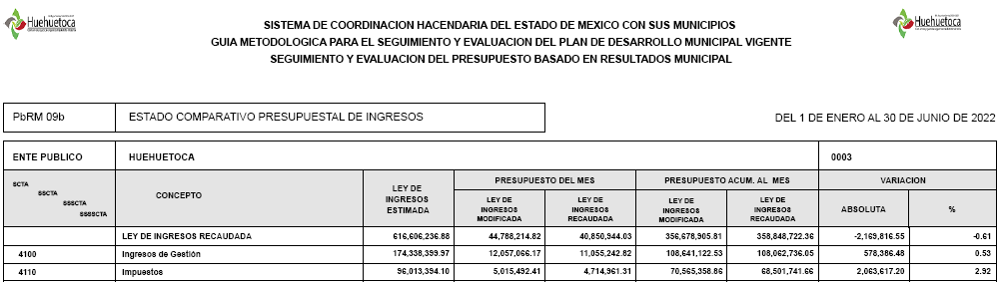 Huehuetoca
Huehuetoca
SISTEMA DE COORDINACION HACENDARIA DEL ESTADO DE MEXICO CON SUS MUNICIPIOS
GUIA METODOLOGICA PARA EL SEGUIMIENTO Y EVALUACION DEL PLAN DE DESARROLLO MUNICIPAL VIGENTE
SEGUIMIENTO Y EVALUACION DEL PRESUPUESTO BASADO EN RESULTADOS MUNICIPAL
PbRM 09b ESTADO COMPARATIVO PRESUPUESTAL DE INGRESOS
DEL 1 DE ENERO AL 30 DE JUNIO DE 2022
ENTE PUBLICO HUEHUETOCA 0003
SCTA
SSCTA
SSSCTA
SSSSCTA
CONCEPTO
LEY DE
INGRESOS
ESTIMADA
PRESUPUESTO DEL MES
LEY DE
INGRESOS
MODIFICADA
LEY DE
INGRESOS
RECAUDADA
PRESUPUESTO ACUM. AL MES
LEY DE
INGRESOS
MODIFICADA
LEY DE
INGRESOS
RECAUDADA
VARIACION
ABSOLUTA %
LEY DE INGRESOS RECAUDADA 616,606,236.88 44,788,214.82 40,850,944.03 356,678,905.81 358,848,722.36 -2,169,816.55 -0.61
4100 Ingresos de Gestión 174,338,399.97 12,057,066.17 11,055,242.82 108,641,122.53 108,062,736.05 578,386.48 0.53
4110 Impuestos 96,013,394.10 5,015,492.41 4,714,961.31 70,565,358.86 68,501,741.66 2,063,617.20 2.92